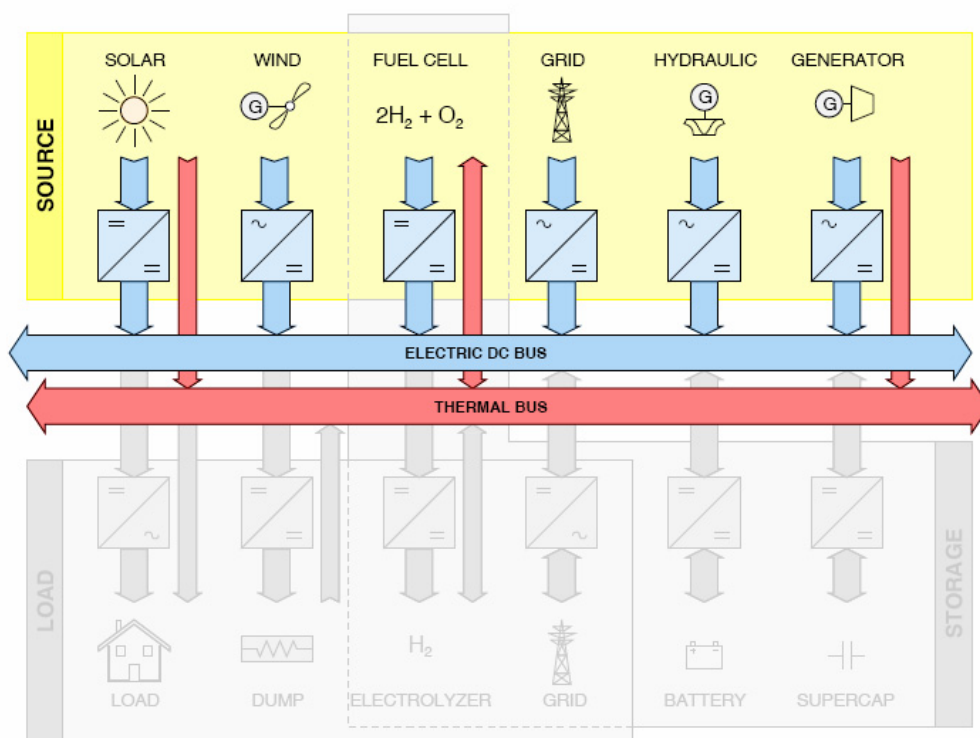 SOLAR
WIND
FUEL CELL
GRID
HYDRAULIC
GENERATOR
G
2H₂ + O₂
G
G
SOURCE
ELECTRIC DC BUS
THERMAL BUS
LOAD
STORAGE
H₂
LOAD
DUMP
ELECTROLYZER
GRID
BATTERY
SUPERCAP